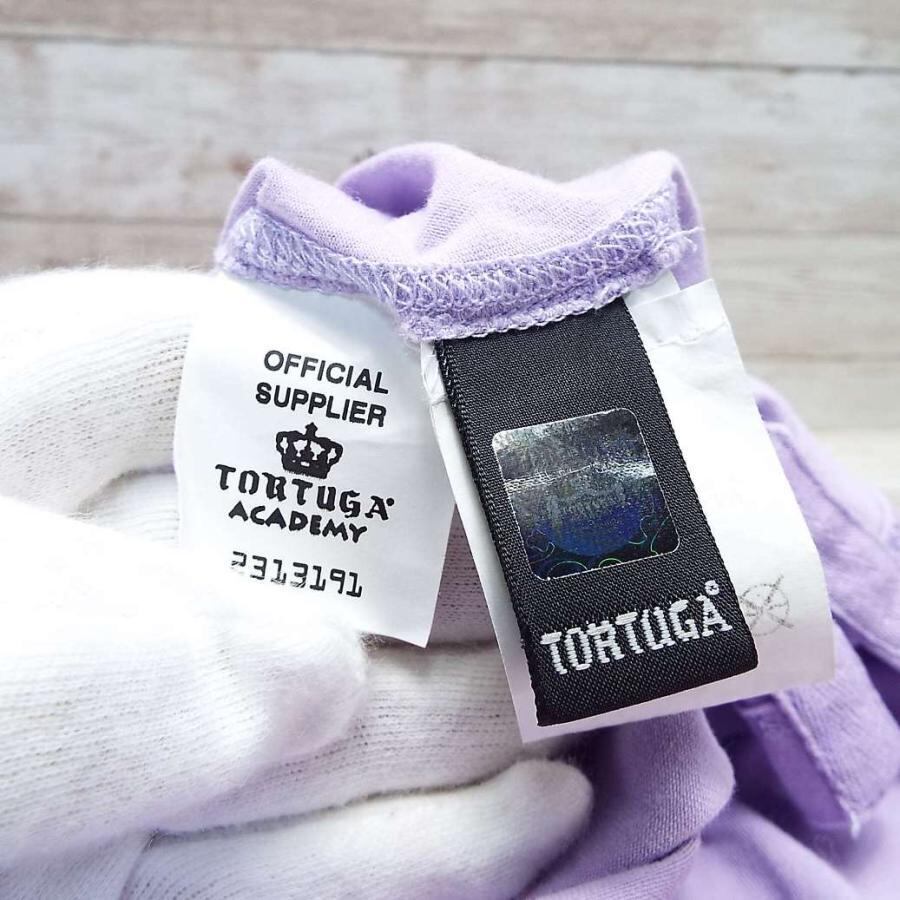 OFFICIAL
SUPPLIER
TORTUGA®
ACADEMY
2313191
TORTUGA®